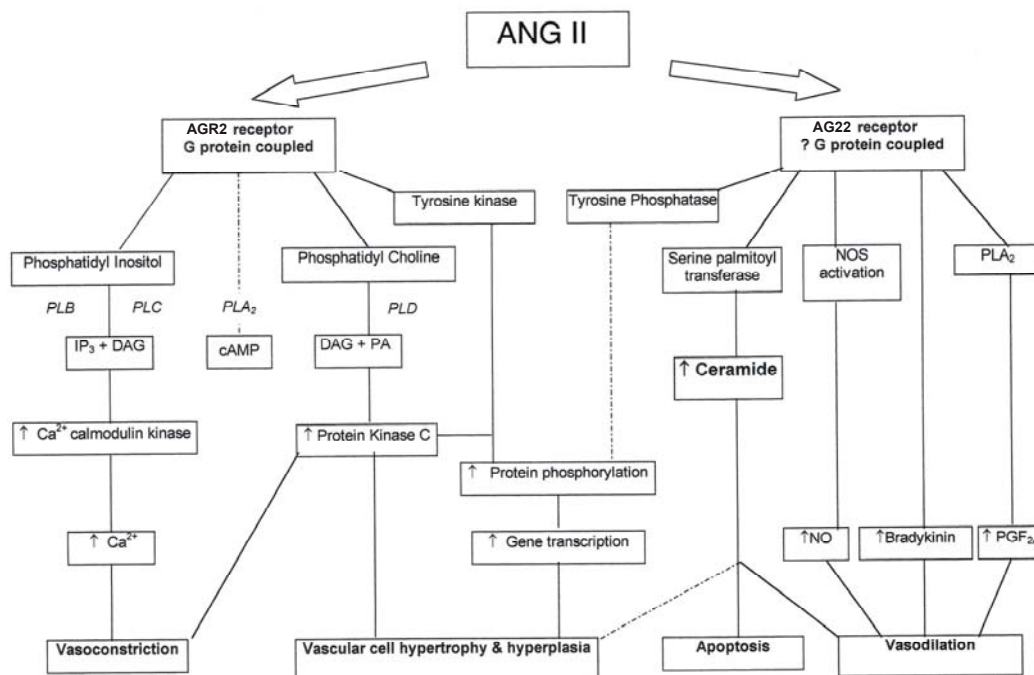 ANG II
AGR2 receptor
G protein coupled
AG22 receptor
? G protein coupled
Tyrosine kinase
Tyrosine Phosphatase
Phosphatidyl Inositol
Phosphatidyl Choline
Serine palmitoyl
transferase
NOS
activation
PLA₂
PLB
PLC
PLA₂
PLD
IP₃ + DAG
cAMP
DAG + PA
↑ Ceramide
↑ Ca²⁺ calmodulin kinase
↑ Protein Kinase C
↑ Protein phosphorylation
↑ Ca²⁺
↑ Gene transcription
↑NO
↑Bradykinin
↑ PGF₂
Vasoconstriction
Vascular cell hypertrophy & hyperplasia
Apoptosis
Vasodilation